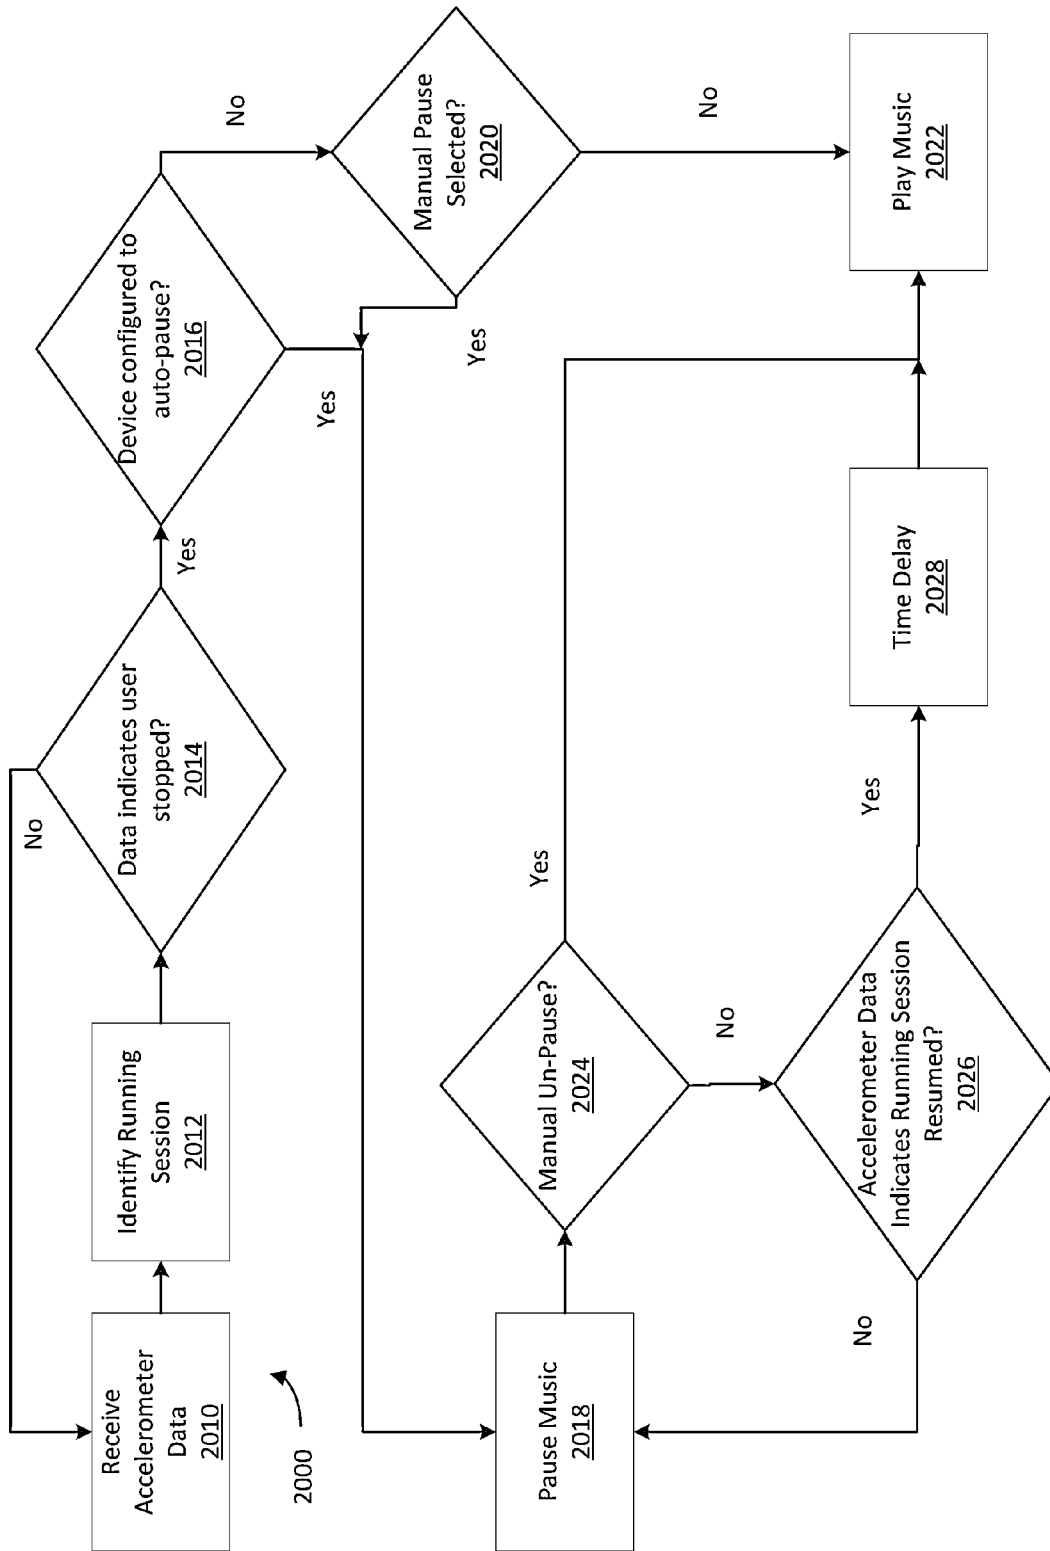 Receive
Accelerometer
Data
2010
Identify Running
Session
2012
Data indicates user
stopped?
2014
No
Yes
Device configured to
auto-pause?
2016
No
Yes
Manual Pause
Selected?
2020
Yes
No
2000
Pause Music
2018
Manual Un-Pause?
2024
Yes
No
Accelerometer Data
Indicates Running Session
Resumed?
2026
No
Yes
Time Delay
2028
Play Music
2022